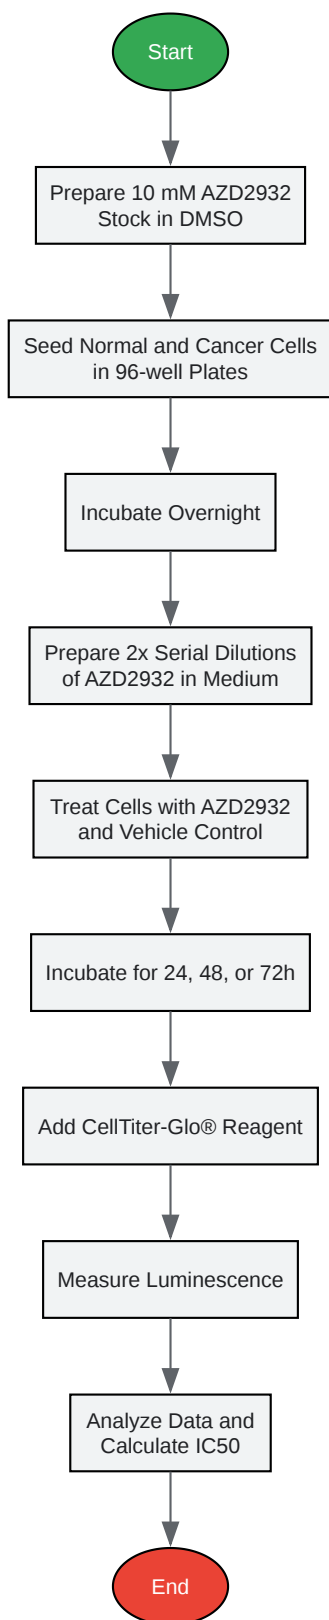 Start
Prepare 10 mM AZD2932
Stock in DMSO
Seed Normal and Cancer Cells
in 96-well Plates
Incubate Overnight
Prepare 2x Serial Dilutions
of AZD2932 in Medium
Treat Cells with AZD2932
and Vehicle Control
Incubate for 24, 48, or 72h
Add CellTiter-Glo® Reagent
Measure Luminescence
Analyze Data and
Calculate IC50
End